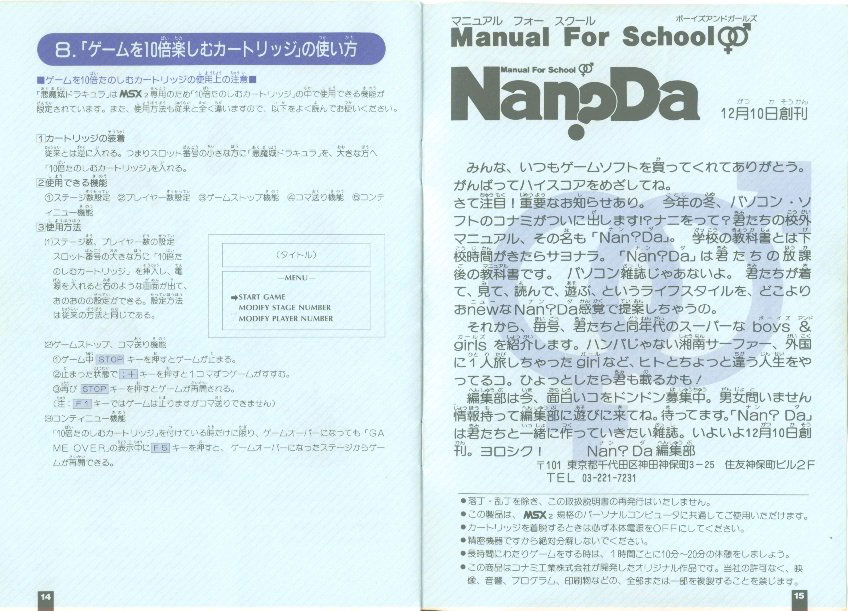 8.「ゲームを10倍楽しむカートリッジ」の使い方
■ゲームを10倍たのしむカートリッジの使用上の注意■
「悪魔城ドラキュラ」はMSX2専用のため「10倍たのしむカートリッジ」の中で使用できる機能が
設定されています。また、使用方法も従来と全く違いますので、以下をよく読んでお使いください。
1カートリッジの装着
従来とは逆に入れる。つまりスロット番号の小さな方に「悪魔城ドラキュラ」を、大きな方へ
「10倍たのしむカートリッジ」を入れる。
2使用できる機能
①ステージ数設定 ②プレイヤー数設定 ③ゲームストップ機能 ④コマ送り機能 ⑤コンテ
ィニュー機能
3使用方法
(1)ステージ数、プレイヤー数の設定
スロット番号の大きな方に「10倍た
のしむカートリッジ」を挿入し、電
源を入れると右のような画面が出て、
おのおのの設定ができる。設定方法
は従来の方法と同じである。
(タイトル)
—MENU—
➡START GAME
MODIFY STAGE NUMBER
MODIFY PLAYER NUMBER
(2)ゲームストップ、コマ送り機能
①ゲーム中 STOP キーを押すとゲームが止まる。
②止まった状態で ;+ キーを押すと1コマずつゲームがすすむ。
③再び STOP キーを押すとゲームが再開される。
(注: F1 キーではゲームは止りますがコマ送りできません)
(3)コンティニュー機能
「10倍たのしむカートリッジ」を付けている時だけに限り、ゲームオーバーになっても「GA
ME OVER」の表示中に F5 キーを押すと、ゲームオーバーになったステージからゲー
ムが再開できる。
14
マニュアル フォー スクール ボーイズアンドガールズ
Manual For School
Manual For School
Nan?Da
12月10日創刊
みんな、いつもゲームソフトを買ってくれてありがとう。
がんばってハイスコアをめざしてね。
さて注目!重要なお知らせあり。 今年の冬、パソコン・ソ
フトのコナミがついに出します!?ナニをって?君たちの校外
マニュアル、その名も「Nan?Da」。 学校の教科書とは下
校時間がきたらサヨナラ。「Nan?Da」は君たちの放課
後の教科書です。 パソコン雑誌じゃあないよ。 君たちが着
て、見て、読んで、遊ぶ、というライフスタイルを、どこより
おnewなNan?Da感覚で提案しちゃうの。
それから、毎号、君たちと同年代のスーパーな boys &
girls を紹介します。ハンパじゃない湘南サーファー、外国
に1人旅しちゃったgirlなど、ヒトとちょっと違う人生をや
ってるコ。ひょっとしたら君も載るかも!
編集部は今、面白いコをドンドン募集中。男女問いません
情報持って編集部に遊びに来てね。待ってます。「Nan? Da」
は君たちと一緒に作っていきたい雑誌。いよいよ12月10日創
刊。ヨロシク! Nan? Da 編集部
〒101 東京都千代田区神田神保町3-25 住友神保町ビル2F
TEL 03-221-7231
●落丁・乱丁を除き、この取扱説明書の再発行はいたしません。
●この製品は、MSX2 規格のパーソナルコンピュータに共通してご使用いただけます。
●カートリッジを着脱するときは必ず本体電源をOFFにしてください。
●精密機器ですから絶対分解しないでください。
●長時間にわたりゲームをする時は、1時間ごとに10分~20分の休憩をしましょう。
●この商品はコナミ工業株式会社が開発したオリジナル作品です。当社の許可なく、映
像、音響、プログラム、印刷物などの、全部または一部を複製することを禁じます。
15